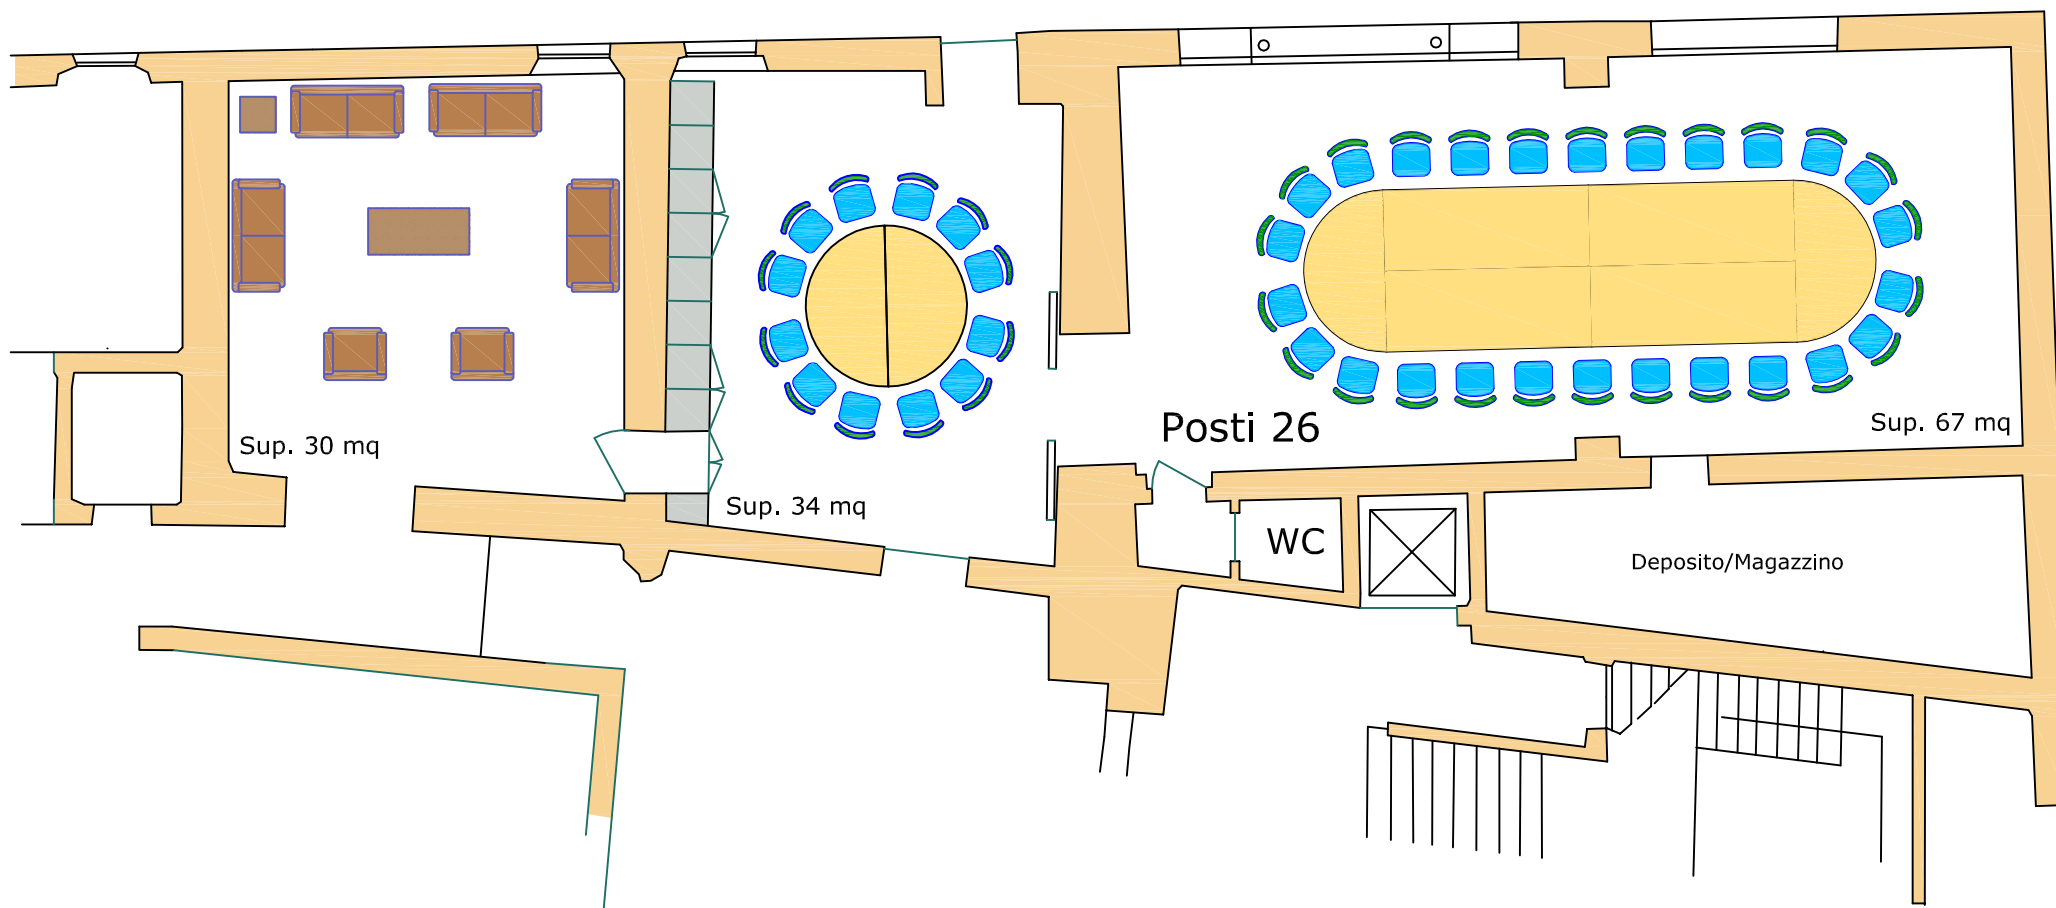 Posti 26
Sup. 67 mq
Sup. 30 mq
Sup. 34 mq
WC
Deposito/Magazzino